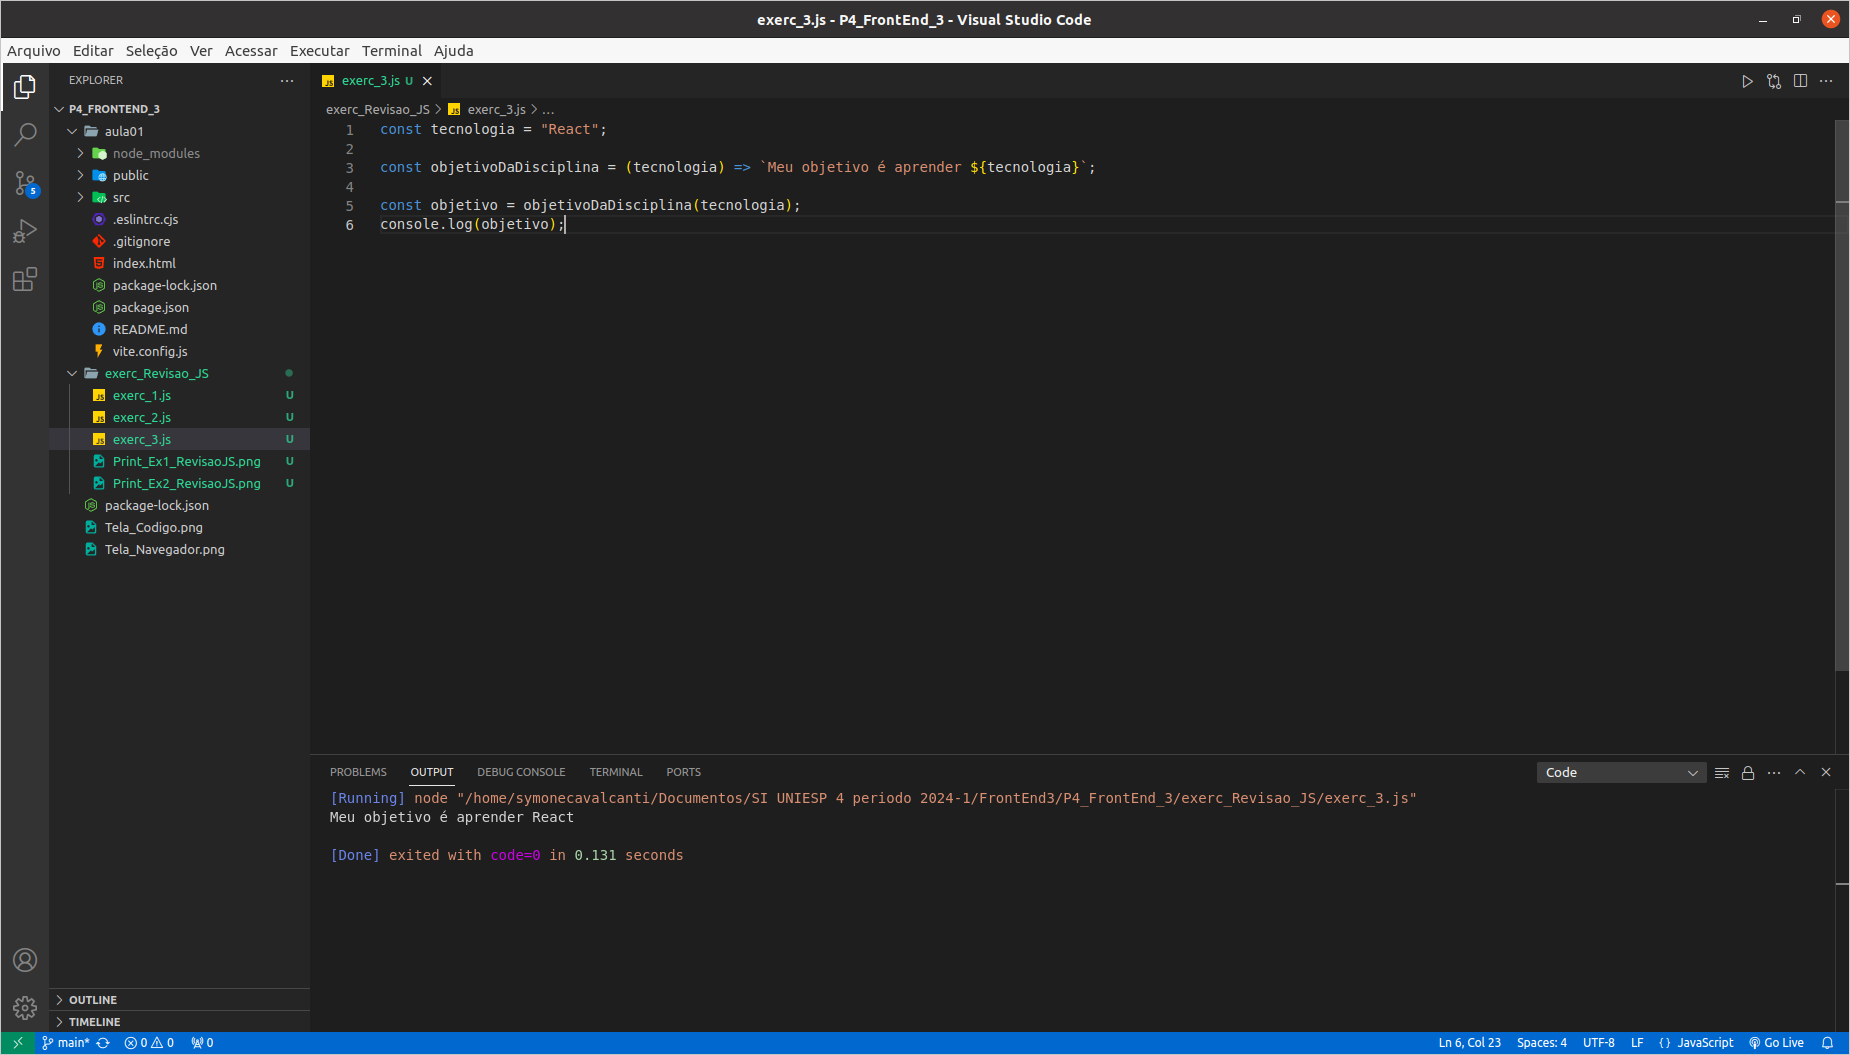 exerc_3.js - P4_FrontEnd_3 - Visual Studio Code
Arquivo Editar Seleção Ver Acessar Executar Terminal Ajuda
EXPLORER
P4_FRONTEND_3
aula01
node_modules
public
src
.eslintrc.cjs
.gitignore
index.html
package-lock.json
package.json
README.md
vite.config.js
exerc_Revisao_JS
exerc_1.js U
exerc_2.js U
exerc_3.js U
Print_Ex1_RevisaoJS.png U
Print_Ex2_RevisaoJS.png U
package-lock.json
Tela_Codigo.png
Tela_Navegador.png
OUTLINE
TIMELINE
5
JS exerc_3.js U
exerc_Revisao_JS > JS exerc_3.js > ...
1 const tecnologia = "React";
2
3 const objetivoDaDisciplina = (tecnologia) => `Meu objetivo é aprender ${tecnologia}`;
4
5 const objetivo = objetivoDaDisciplina(tecnologia);
6 console.log(objetivo);
PROBLEMS OUTPUT DEBUG CONSOLE TERMINAL PORTS Code
[Running] node "/home/symonecavalcanti/Documentos/SI UNIESP 4 periodo 2024-1/FrontEnd3/P4_FrontEnd_3/exerc_Revisao_JS/exerc_3.js"
Meu objetivo é aprender React
[Done] exited with code=0 in 0.131 seconds
main* 0 0 0 Ln 6, Col 23 Spaces: 4 UTF-8 LF {} JavaScript Go Live